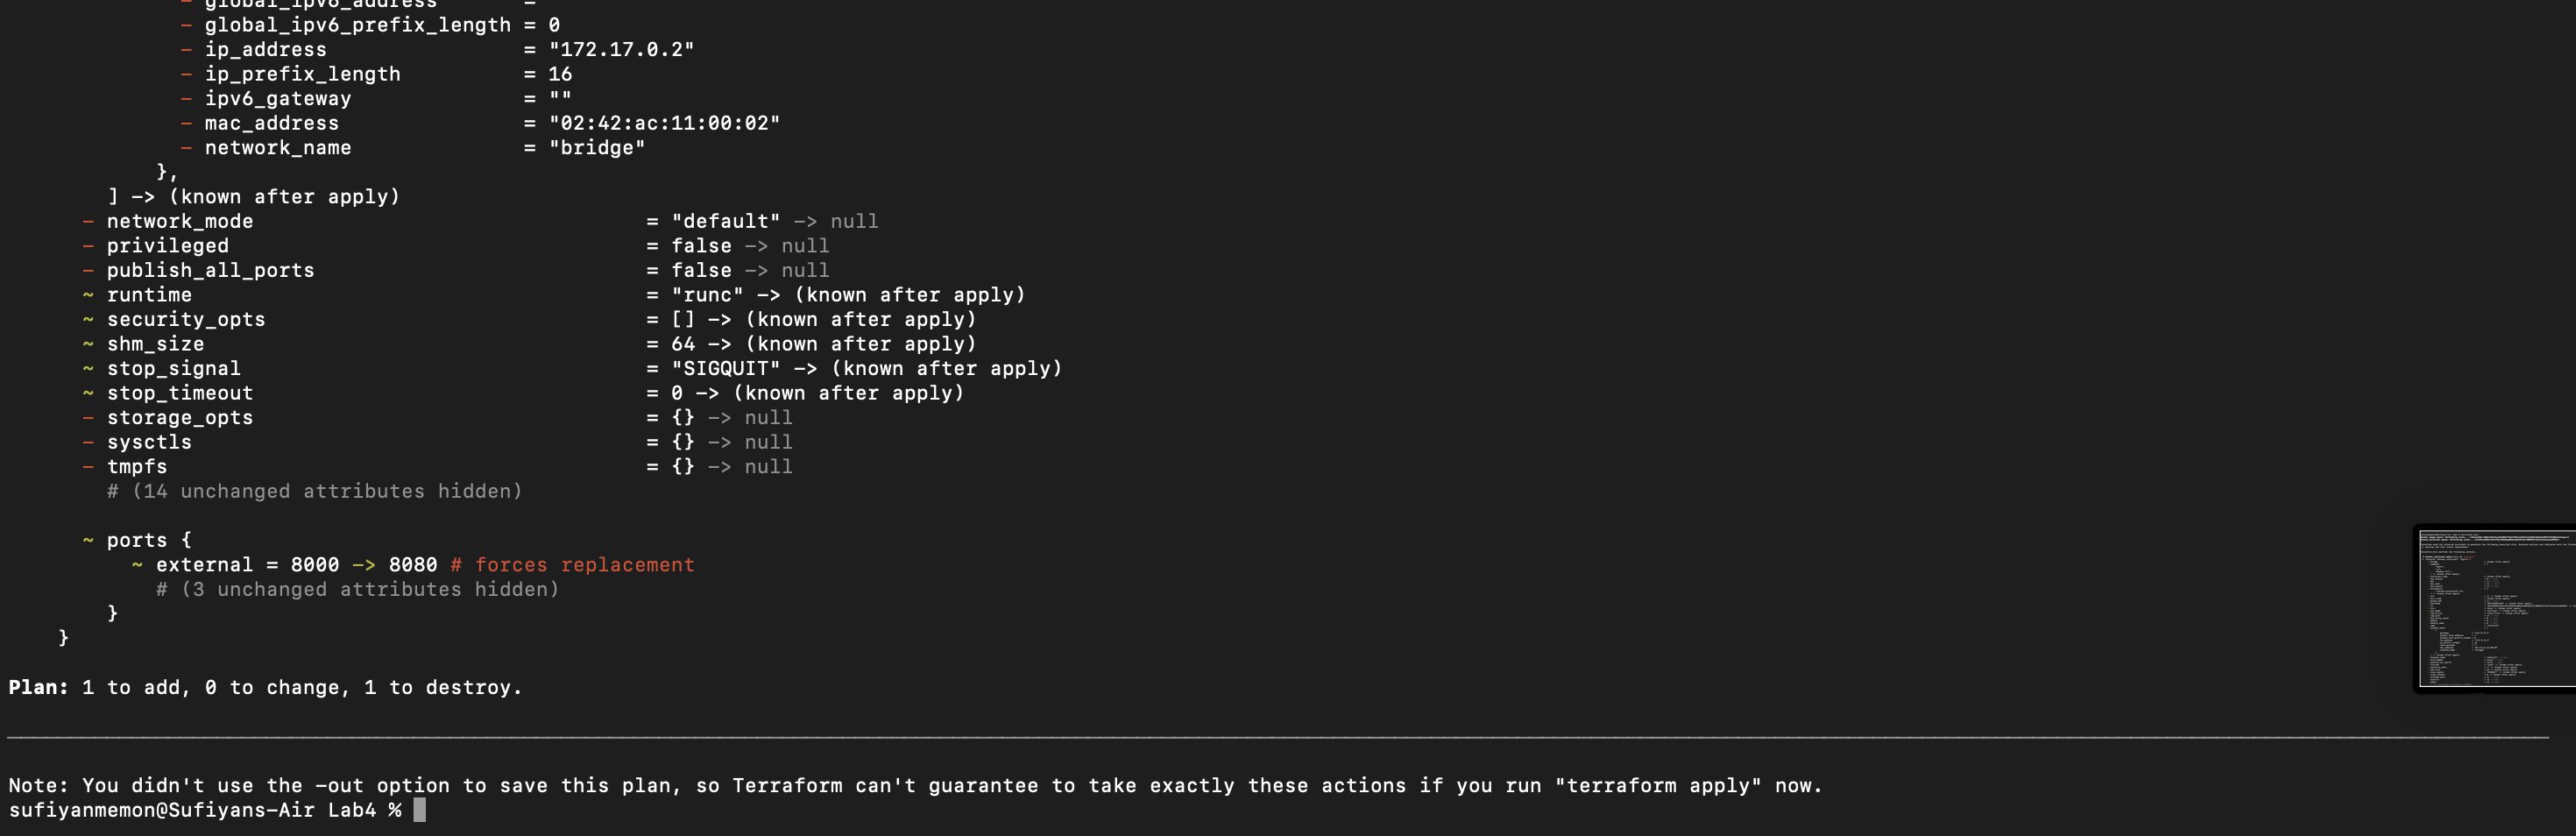 - global_ipv6_address       = ""
- global_ipv6_prefix_length = 0
- ip_address                = "172.17.0.2"
- ip_prefix_length          = 16
- ipv6_gateway              = ""
- mac_address               = "02:42:ac:11:00:02"
- network_name              = "bridge"
},
] -> (known after apply)
- network_mode                                = "default" -> null
- privileged                                  = false -> null
- publish_all_ports                           = false -> null
~ runtime                                     = "runc" -> (known after apply)
~ security_opts                               = [] -> (known after apply)
~ shm_size                                    = 64 -> (known after apply)
~ stop_signal                                 = "SIGQUIT" -> (known after apply)
~ stop_timeout                                = 0 -> (known after apply)
- storage_opts                                = {} -> null
- sysctls                                     = {} -> null
- tmpfs                                       = {} -> null
# (14 unchanged attributes hidden)
~ ports {
~ external = 8000 -> 8080 # forces replacement
# (3 unchanged attributes hidden)
}
}
Plan: 1 to add, 0 to change, 1 to destroy.
Note: You didn't use the -out option to save this plan, so Terraform can't guarantee to take exactly these actions if you run "terraform apply" now.
sufiyanmemon@Sufiyans-Air Lab4 %